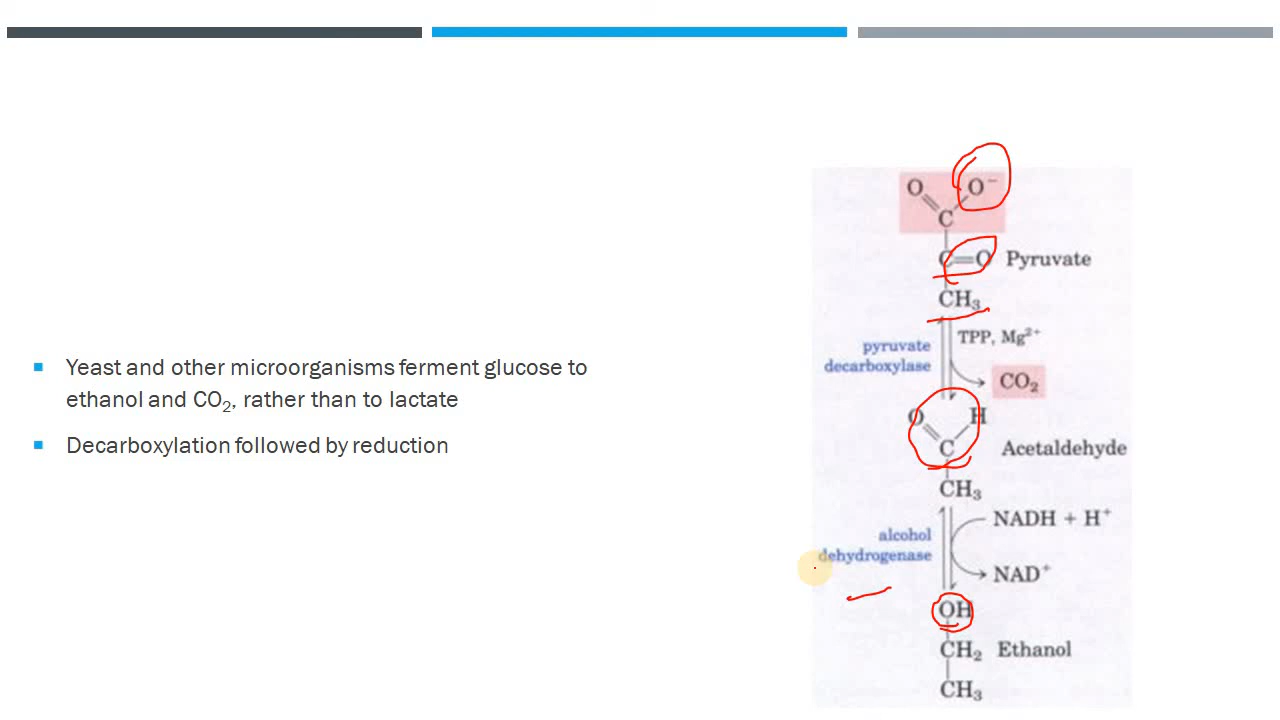 Yeast and other microorganisms ferment glucose to
ethanol and CO₂, rather than to lactate
Decarboxylation followed by reduction
O O⁻
C
C=O Pyruvate
CH₃
pyruvate
decarboxylase
TPP, Mg²⁺
CO₂
O H
C Acetaldehyde
CH₃
NADH + H⁺
alcohol
dehydrogenase
NAD⁺
OH
CH₂ Ethanol
CH₃